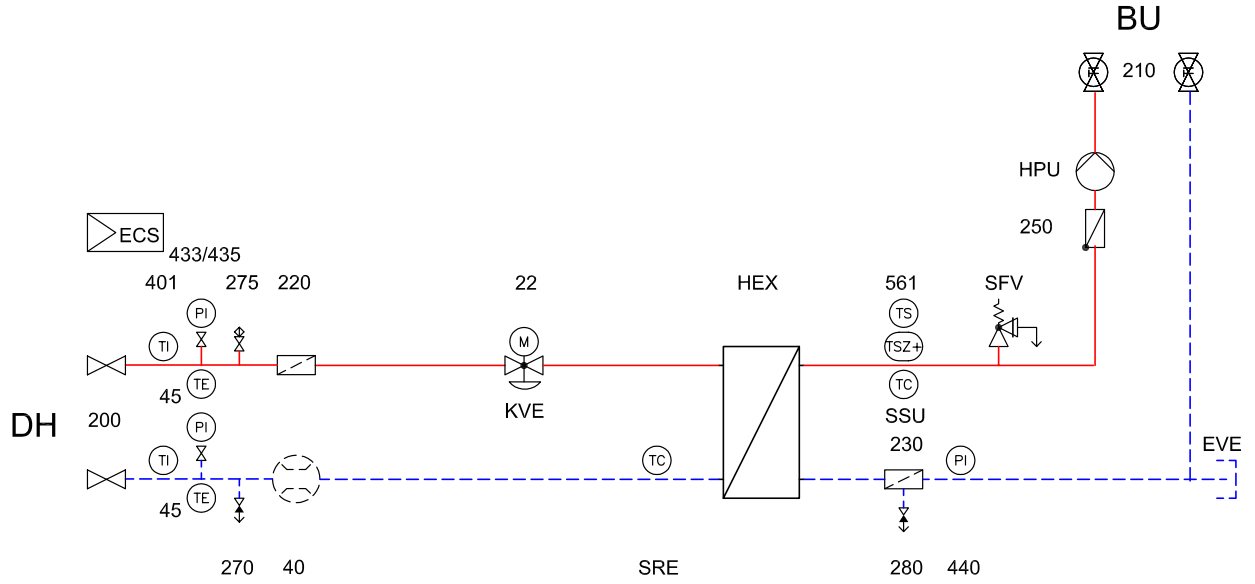 BU
210
HPU
ECS
433/435
250
401 275 220 22 HEX 561 SFV
PI TS
TI M TSZ+
45 TE TC
KVE
DH 200 PI SSU
230 EVE
TI TC PI
45 TE
270 40 SRE 280 440